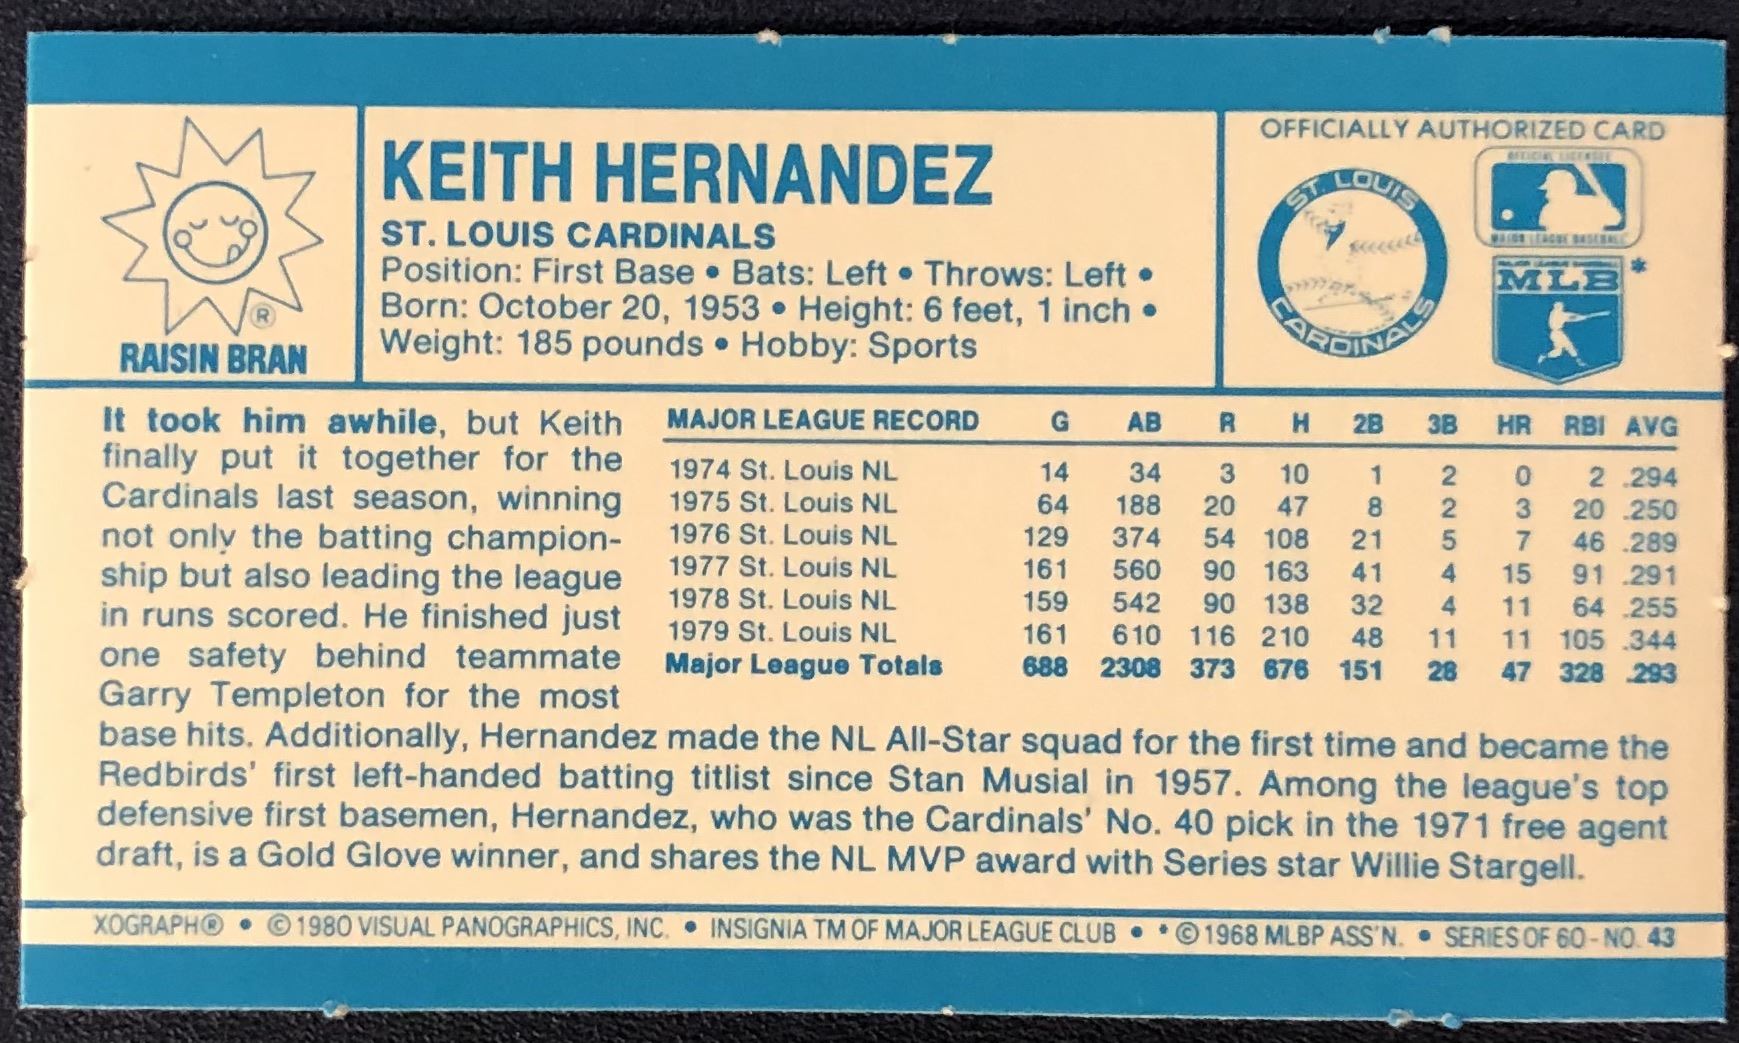 OFFICIALLY AUTHORIZED CARD
KEITH HERNANDEZ
ST. LOUIS CARDINALS
Position: First Base • Bats: Left • Throws: Left •
Born: October 20, 1953 • Height: 6 feet, 1 inch •
Weight: 185 pounds • Hobby: Sports
®
RAISIN BRAN
ST. LOUIS
CARDINALS
OFFICIAL LICENSEE
MAJOR LEAGUE BASEBALL
MAJOR LEAGUE BASEBALL
MLB *
It took him awhile, but Keith
finally put it together for the
Cardinals last season, winning
not only the batting champion-
ship but also leading the league
in runs scored. He finished just
one safety behind teammate
Garry Templeton for the most
MAJOR LEAGUE RECORD G AB R H 2B 3B HR RBI AVG
1974 St. Louis NL 14 34 3 10 1 2 0 2 .294
1975 St. Louis NL 64 188 20 47 8 2 3 20 .250
1976 St. Louis NL 129 374 54 108 21 5 7 46 .289
1977 St. Louis NL 161 560 90 163 41 4 15 91 .291
1978 St. Louis NL 159 542 90 138 32 4 11 64 .255
1979 St. Louis NL 161 610 116 210 48 11 11 105 .344
Major League Totals 688 2308 373 676 151 28 47 328 .293
base hits. Additionally, Hernandez made the NL All-Star squad for the first time and became the
Redbirds' first left-handed batting titlist since Stan Musial in 1957. Among the league's top
defensive first basemen, Hernandez, who was the Cardinals' No. 40 pick in the 1971 free agent
draft, is a Gold Glove winner, and shares the NL MVP award with Series star Willie Stargell.
XOGRAPH® • © 1980 VISUAL PANOGRAPHICS, INC. • INSIGNIA TM OF MAJOR LEAGUE CLUB • * © 1968 MLBP ASS'N. • SERIES OF 60 - NO. 43